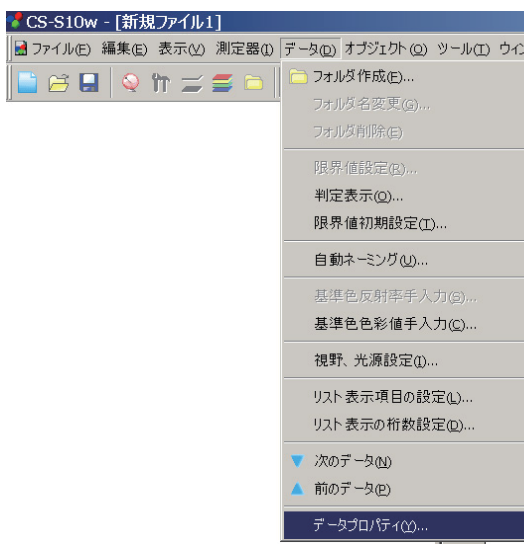 CS-S10w - [新規ファイル1]
ファイル(F) 編集(E) 表示(V) 測定器(I) データ(D) オブジェクト(O) ツール(T) ウイン
フォルダ作成(F)...
フォルダ名変更(G)...
フォルダ削除(E)
限界値設定(R)...
判定表示(O)...
限界値初期設定(T)...
自動ネーミング(U)...
基準色反射率手入力(S)...
基準色色彩値手入力(C)...
視野、光源設定(I)...
リスト表示項目の設定(L)...
リスト表示の桁数設定(D)...
次のデータ(N)
前のデータ(P)
データプロパティ(Y)...